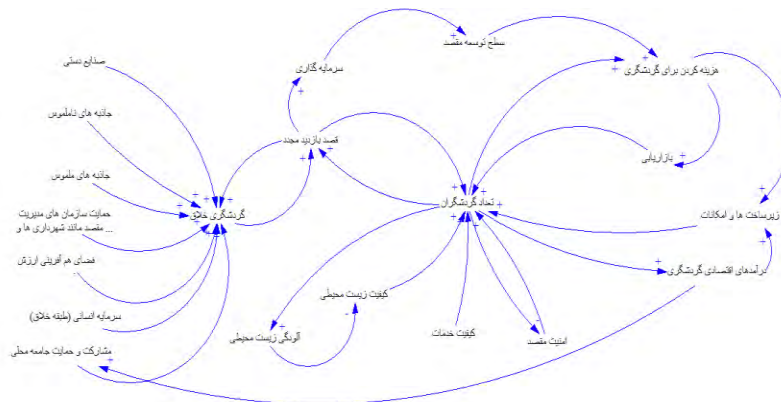 سطح توسعه مقصد
صنایع دستی
سرمایه گذاری
هزینه کردن برای گردشگری
جاذبه های ناملموس
قصد بازدید مجدد
بازاریابی
جاذبه های ملموس
تعداد گردشگران
گردشگری خلاق
زیرساخت ها و امکانات
حمایت سازمان های مدیریت
مقصد مانند شهرداری ها و ...
فضای هم آفرینی ارزش
درآمدهای اقتصادی گردشگری
کیفیت زیست محیطی
سرمایه انسانی (طبقه خلاق)
آلودگی زیست محیطی
کیفیت خدمات
امنیت مقصد
مشارکت و حمایت جامعه محلی